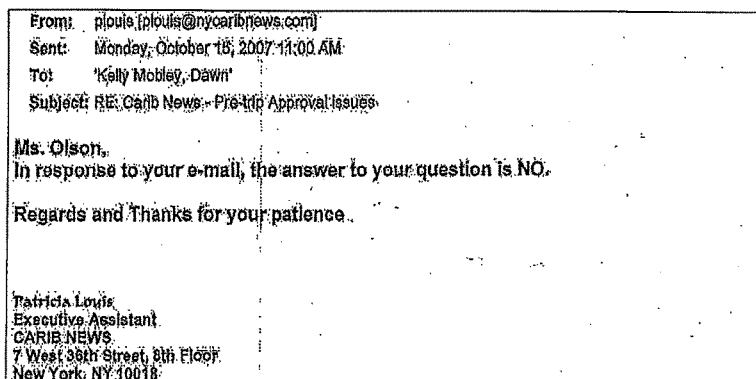 From: plouis [plouis@nycaribnews.com]
Sent: Monday, October 15, 2007 11:00 AM
To: 'Kelly Mobley, Dawn'
Subject: RE: Carib News - Pre-trip Approval Issues
Ms. Olson,
In response to your e-mail, the answer to your question is NO.
Regards and Thanks for your patience.
Patricia Louis
Executive Assistant
CARIB NEWS
7 West 36th Street, 8th Floor
New York, NY 10018